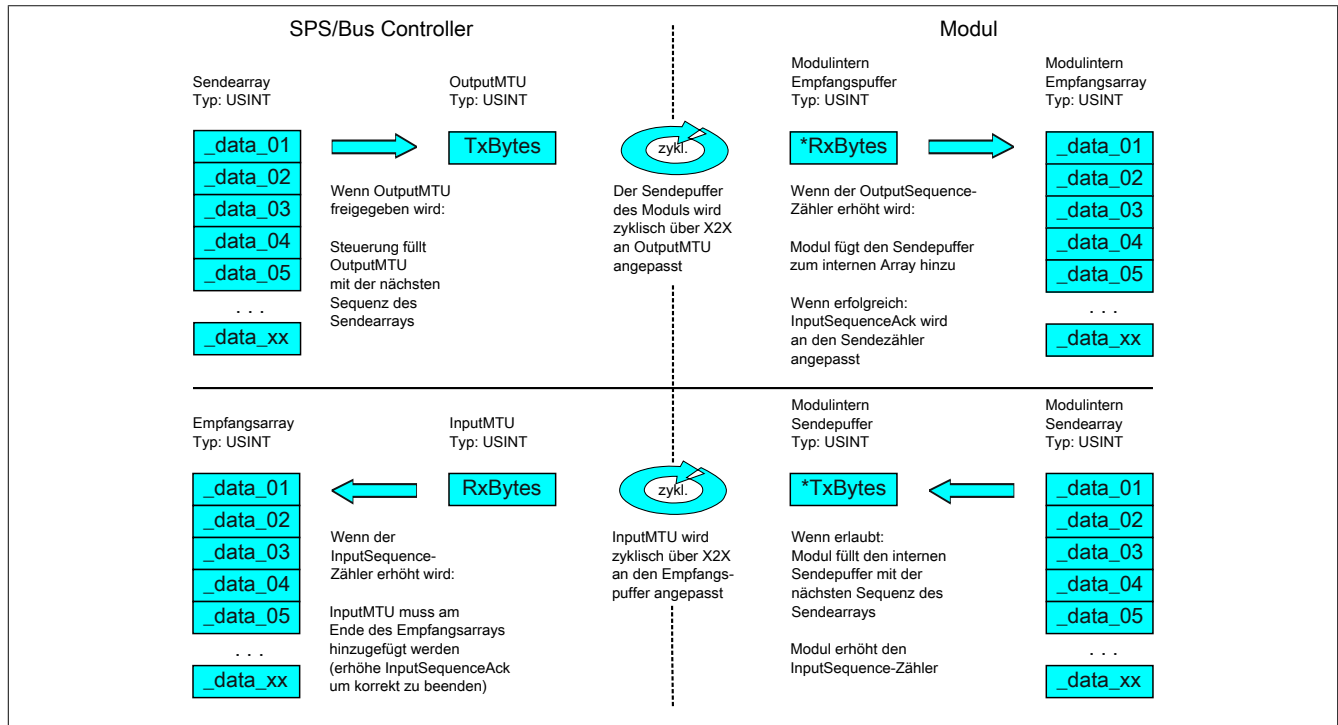 SPS/Bus Controller
Modul
Sendearray
Typ: USINT
OutputMTU
Typ: USINT
Modulintern
Empfangspuffer
Typ: USINT
Modulintern
Empfangsarray
Typ: USINT
_data_01
_data_02
_data_03
_data_04
_data_05
. . .
_data_xx
TxBytes
Wenn OutputMTU
freigegeben wird:
Steuerung füllt
OutputMTU
mit der nächsten
Sequenz des
Sendearrays
zykl.
Der Sendepuffer
des Moduls wird
zyklisch über X2X
an OutputMTU
angepasst
*RxBytes
Wenn der OutputSequence-
Zähler erhöht wird:
Modul fügt den Sendepuffer
zum internen Array hinzu
Wenn erfolgreich:
InputSequenceAck wird
an den Sendezähler
angepasst
_data_01
_data_02
_data_03
_data_04
_data_05
. . .
_data_xx
Empfangsarray
Typ: USINT
InputMTU
Typ: USINT
Modulintern
Sendepuffer
Typ: USINT
Modulintern
Sendearray
Typ: USINT
_data_01
_data_02
_data_03
_data_04
_data_05
. . .
_data_xx
RxBytes
Wenn der
InputSequence-
Zähler erhöht wird:
InputMTU muss am
Ende des Empfangsarrays
hinzugefügt werden
(erhöhe InputSequenceAck
um korrekt zu beenden)
zykl.
InputMTU wird
zyklisch über X2X
an den Empfangs-
puffer angepasst
*TxBytes
Wenn erlaubt:
Modul füllt den internen
Sendepuffer mit der
nächsten Sequenz des
Sendearrays
Modul erhöht den
InputSequence-Zähler
_data_01
_data_02
_data_03
_data_04
_data_05
. . .
_data_xx